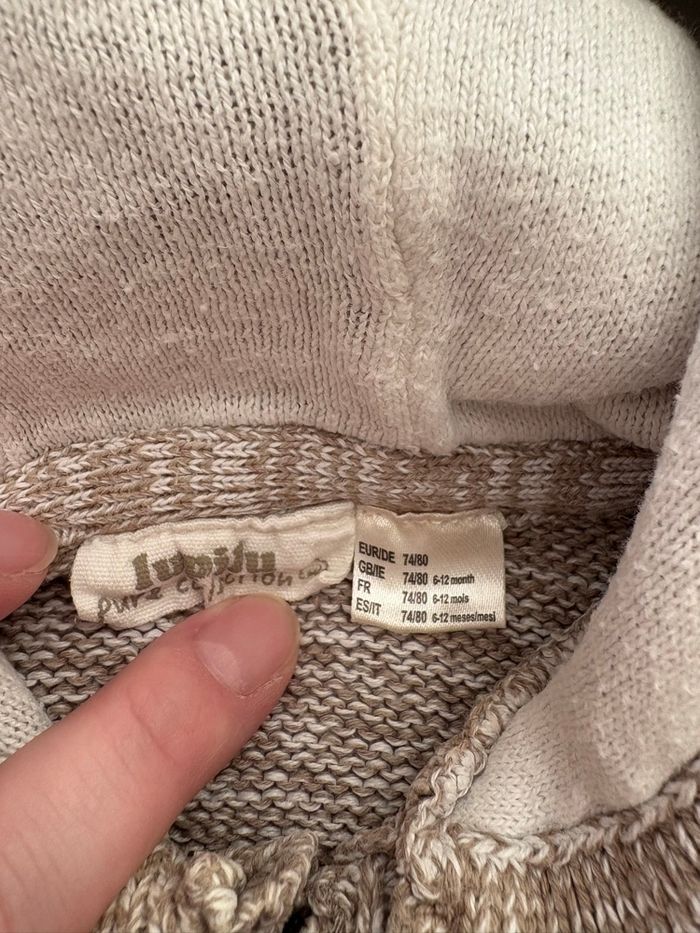 lupilu
pure collection
EUR/DE 74/80
GB/IE 74/80 6-12 month
FR 74/80 6-12 mois
ES/IT 74/80 6-12 meses/mesi